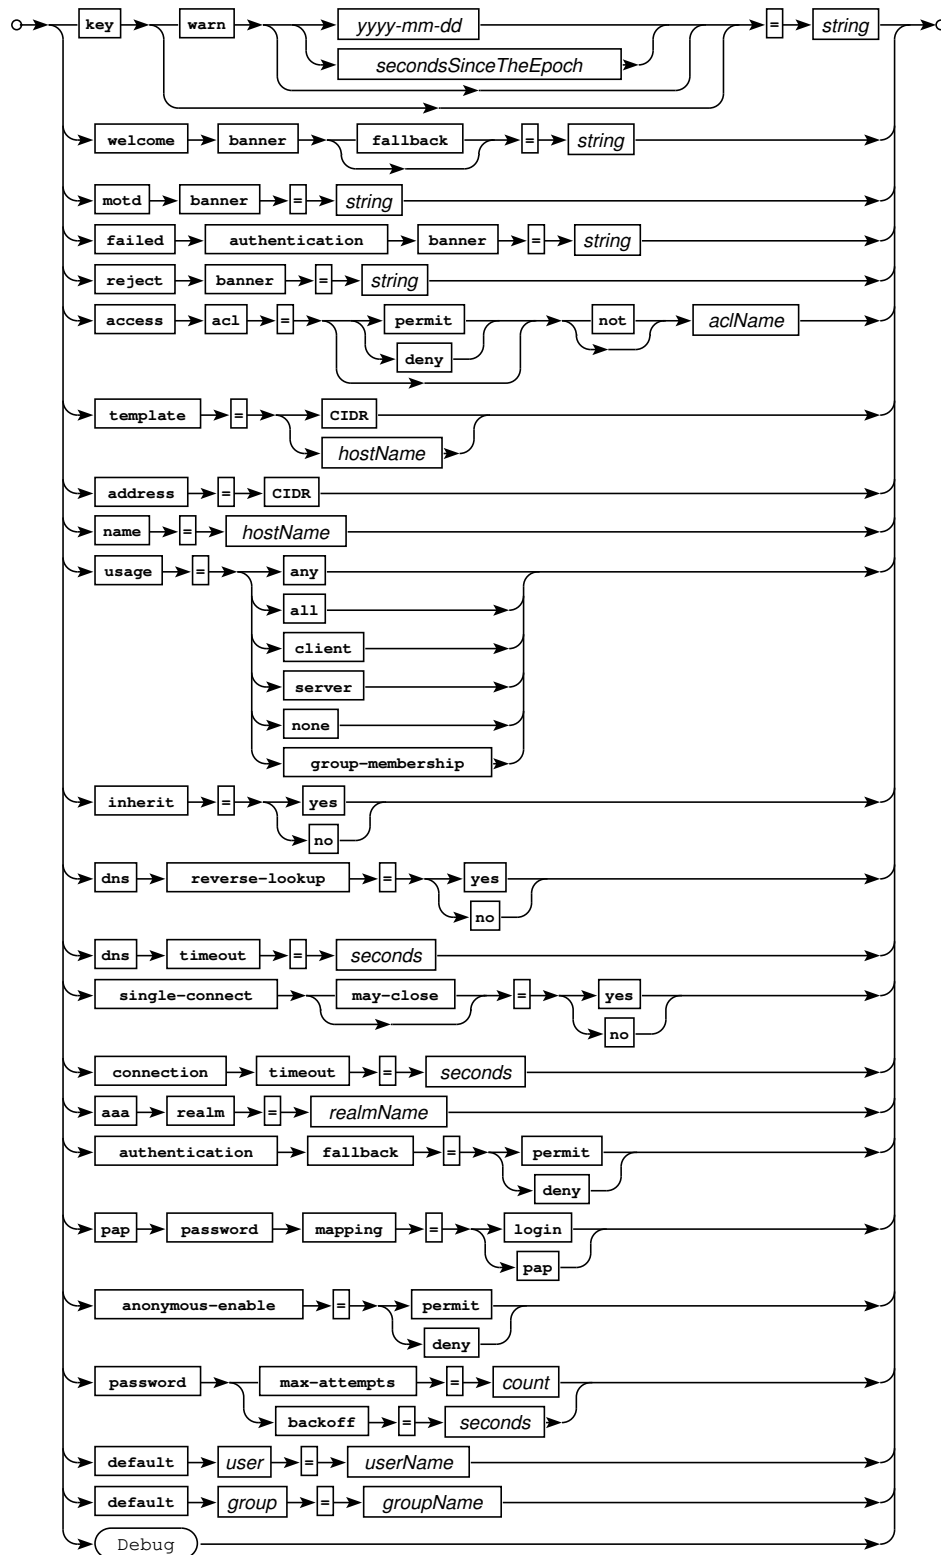 key warn yyyy-mm-dd = string
secondsSinceTheEpoch
welcome banner fallback = string
motd banner = string
failed authentication banner = string
reject banner = string
access acl = permit not aclName
deny
template = CIDR
hostName
address = CIDR
name = hostName
usage = any
all
client
server
none
group-membership
inherit = yes
no
dns reverse-lookup = yes
no
dns timeout = seconds
single-connect may-close = yes
no
connection timeout = seconds
aaa realm = realmName
authentication fallback = permit
deny
pap password mapping = login
pap
anonymous-enable = permit
deny
password max-attempts = count
backoff = seconds
default user = userName
default group = groupName
Debug